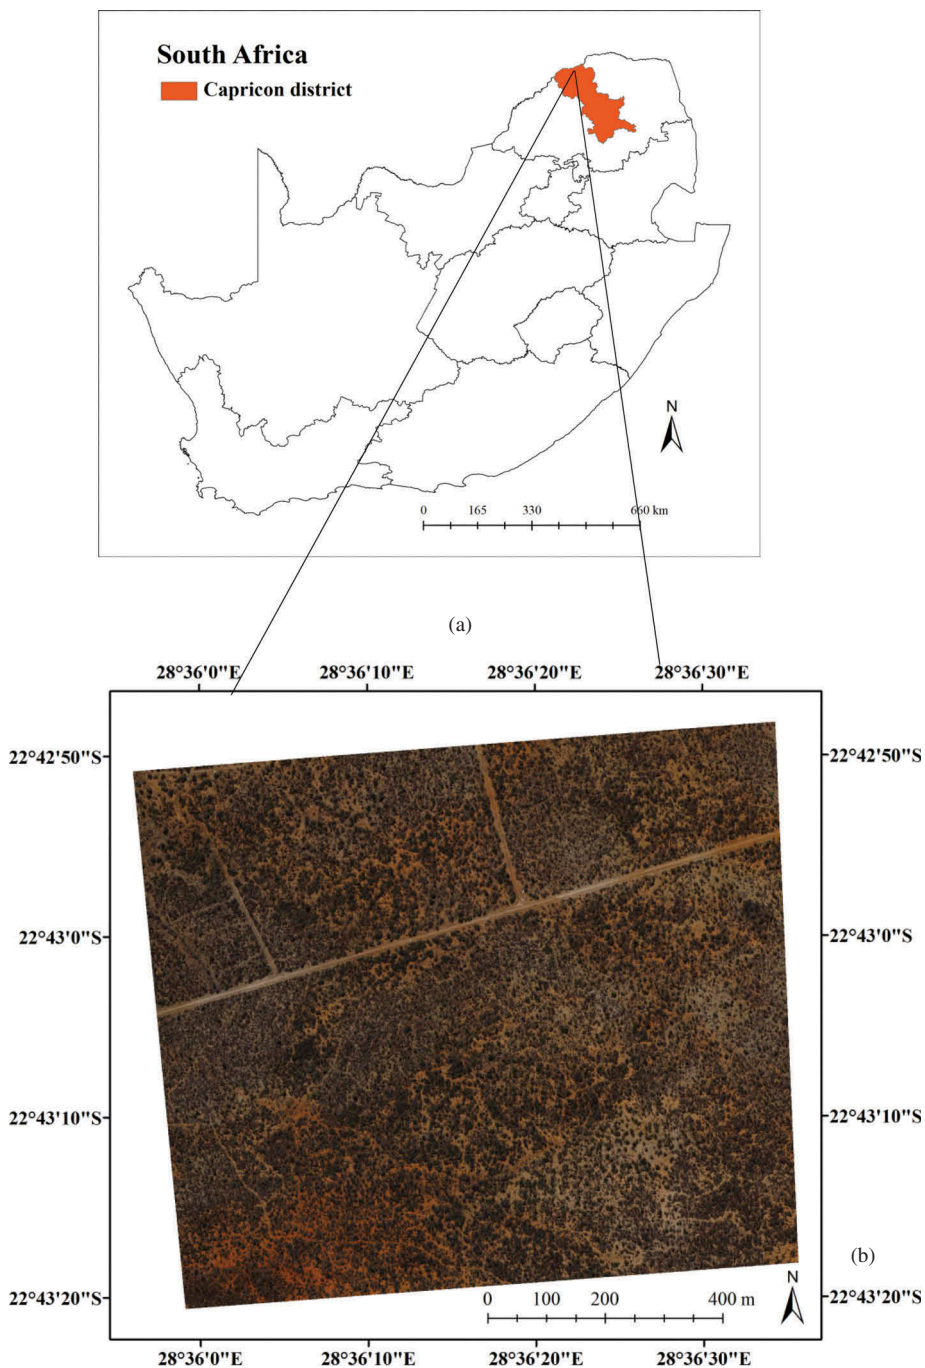 South Africa
Capricon district
N
0 165 330 660 km
(a)
28°36'0"E 28°36'10"E 28°36'20"E 28°36'30"E
22°42'50"S 22°42'50"S
22°43'0"S 22°43'0"S
22°43'10"S 22°43'10"S
(b)
N
0 100 200 400 m
22°43'20"S 22°43'20"S
28°36'0"E 28°36'10"E 28°36'20"E 28°36'30"E